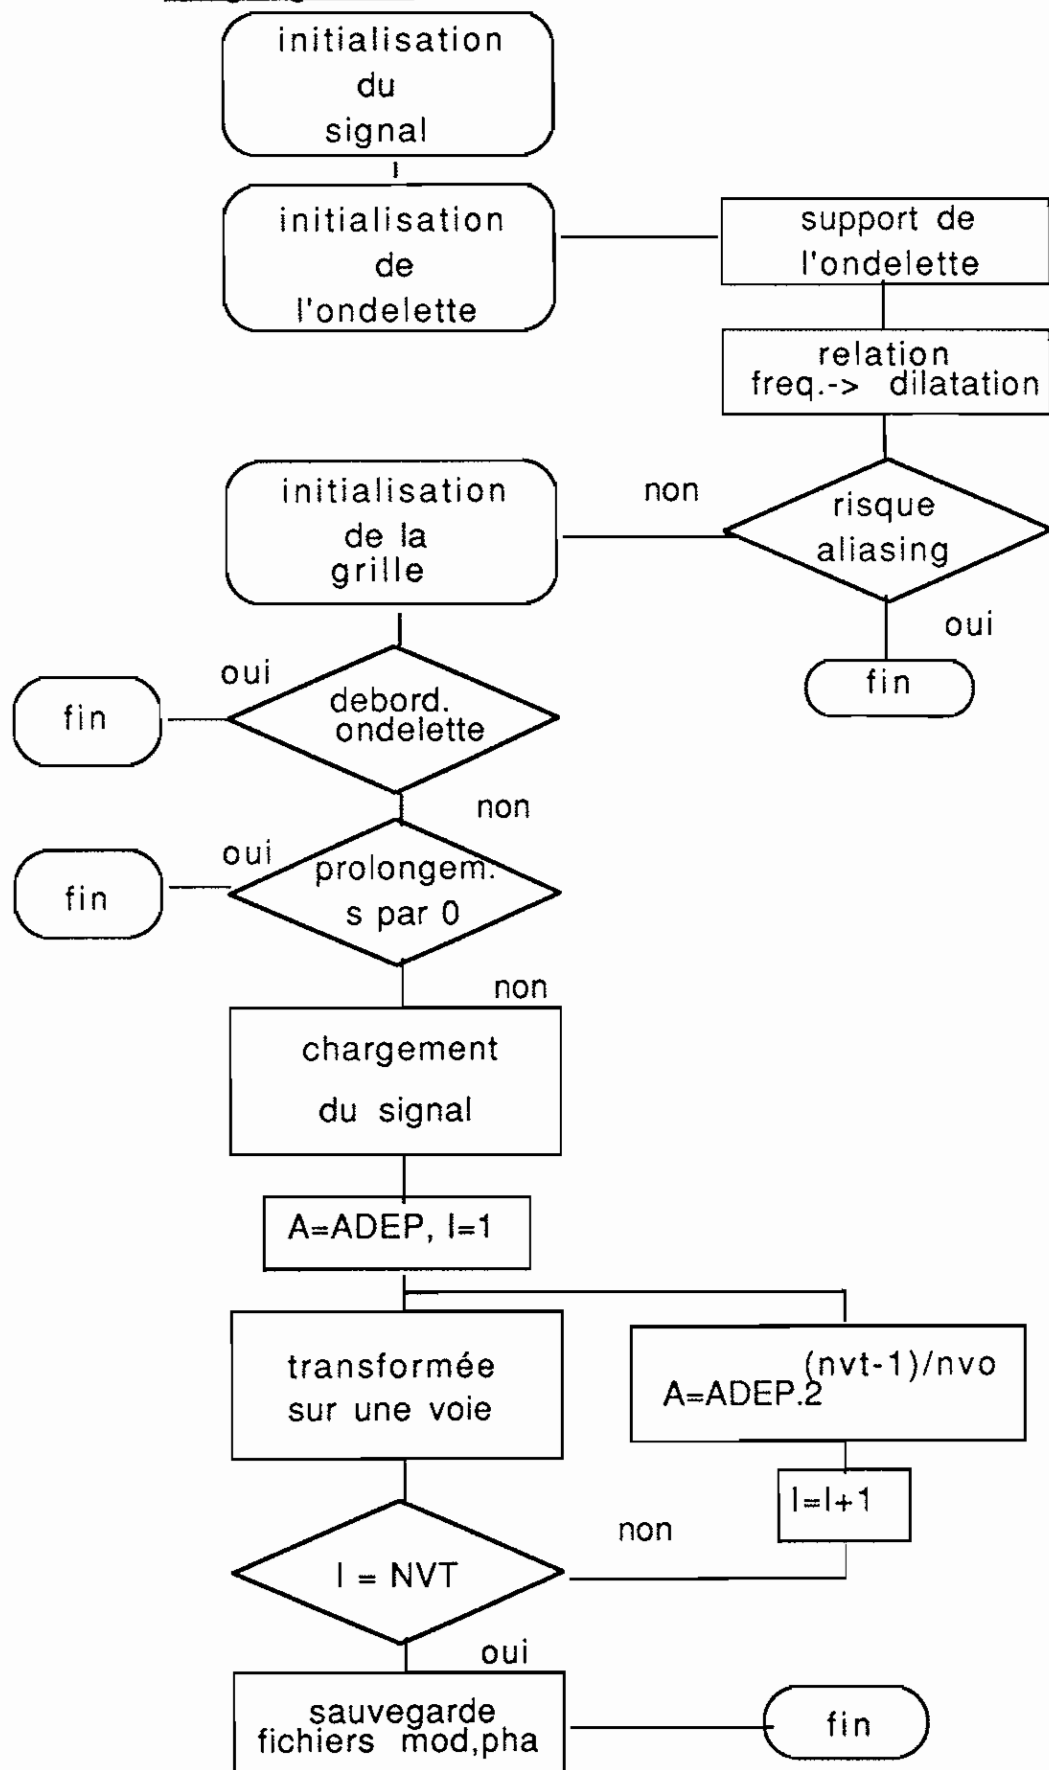 initialisation
du
signal
initialisation
de
l'ondelette
support de
l'ondelette
relation
freq.-> dilatation
risque
aliasing
non
oui
fin
initialisation
de la
grille
debord.
ondelette
oui
fin
non
prolongem.
s par 0
oui
fin
non
chargement
du signal
A=ADEP, I=1
transformée
sur une voie
A=ADEP.2(nvt-1)/nvo
I=I+1
non
I = NVT
oui
sauvegarde
fichiers mod,pha
fin